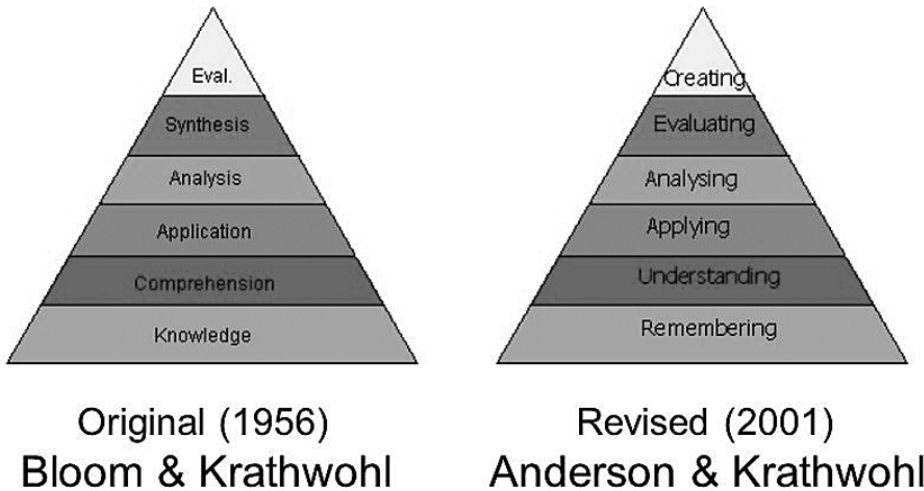 Eval.
Synthesis
Analysis
Application
Comprehension
Knowledge
Original (1956)
Bloom & Krathwohl
Creating
Evaluating
Analysing
Applying
Understanding
Remembering
Revised (2001)
Anderson & Krathwohl